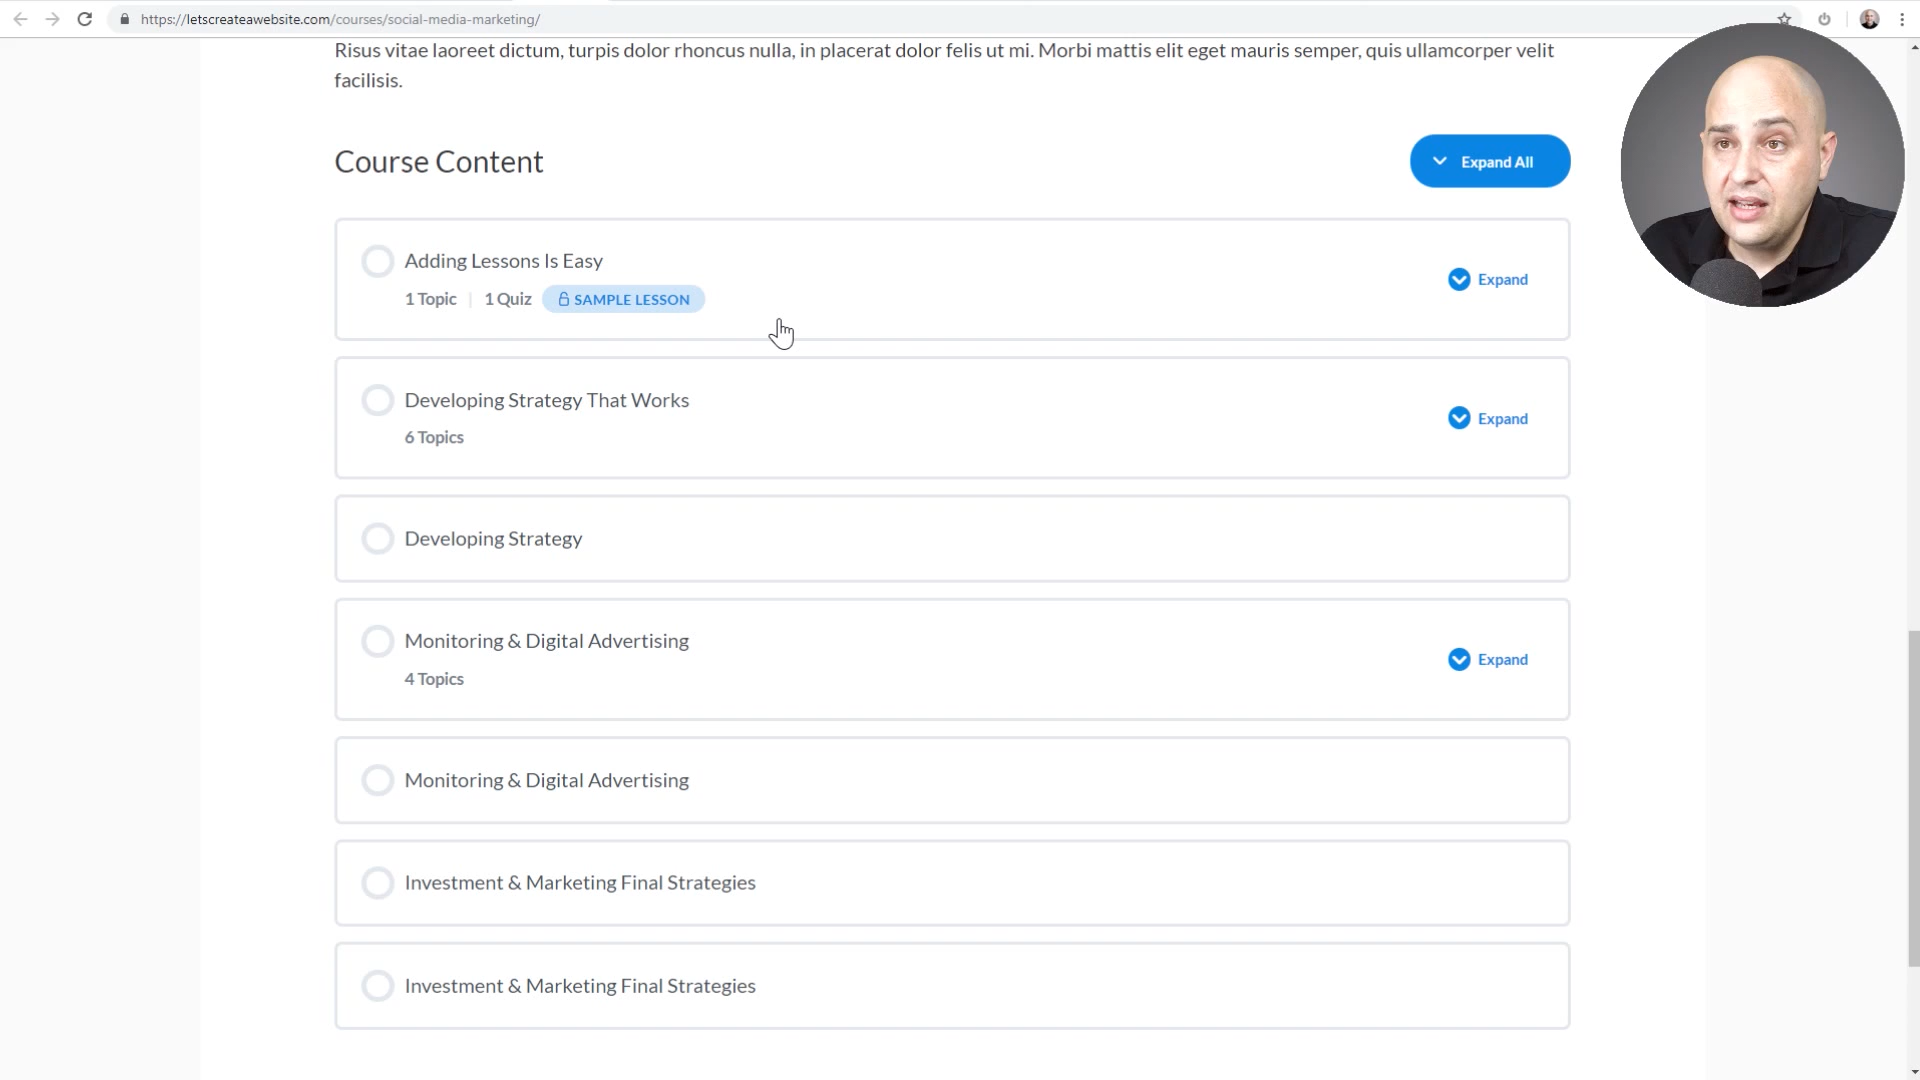 https://letscreateawebsite.com/courses/social-media-marketing/
Risus vitae laoreet dictum, turpis dolor rhoncus nulla, in placerat dolor felis ut mi. Morbi mattis elit eget mauris semper, quis ullamcorper velit
facilisis.
Course Content
Expand All
Adding Lessons Is Easy
1 Topic | 1 Quiz SAMPLE LESSON
Expand
Developing Strategy That Works
6 Topics
Expand
Developing Strategy
Monitoring & Digital Advertising
4 Topics
Expand
Monitoring & Digital Advertising
Investment & Marketing Final Strategies
Investment & Marketing Final Strategies